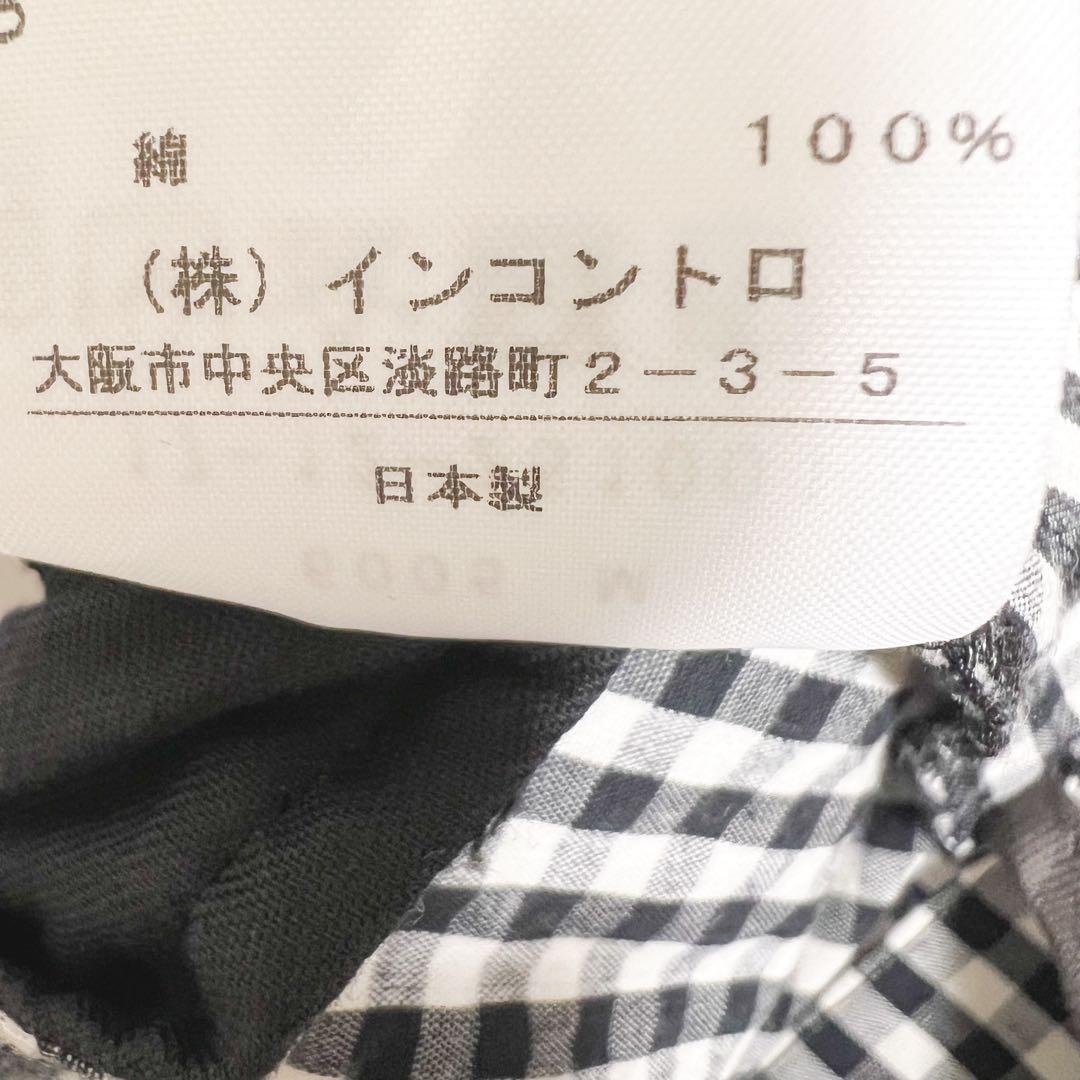 綿 100%
(株)インコントロ
大阪市中央区淡路町2-3-5
日本製